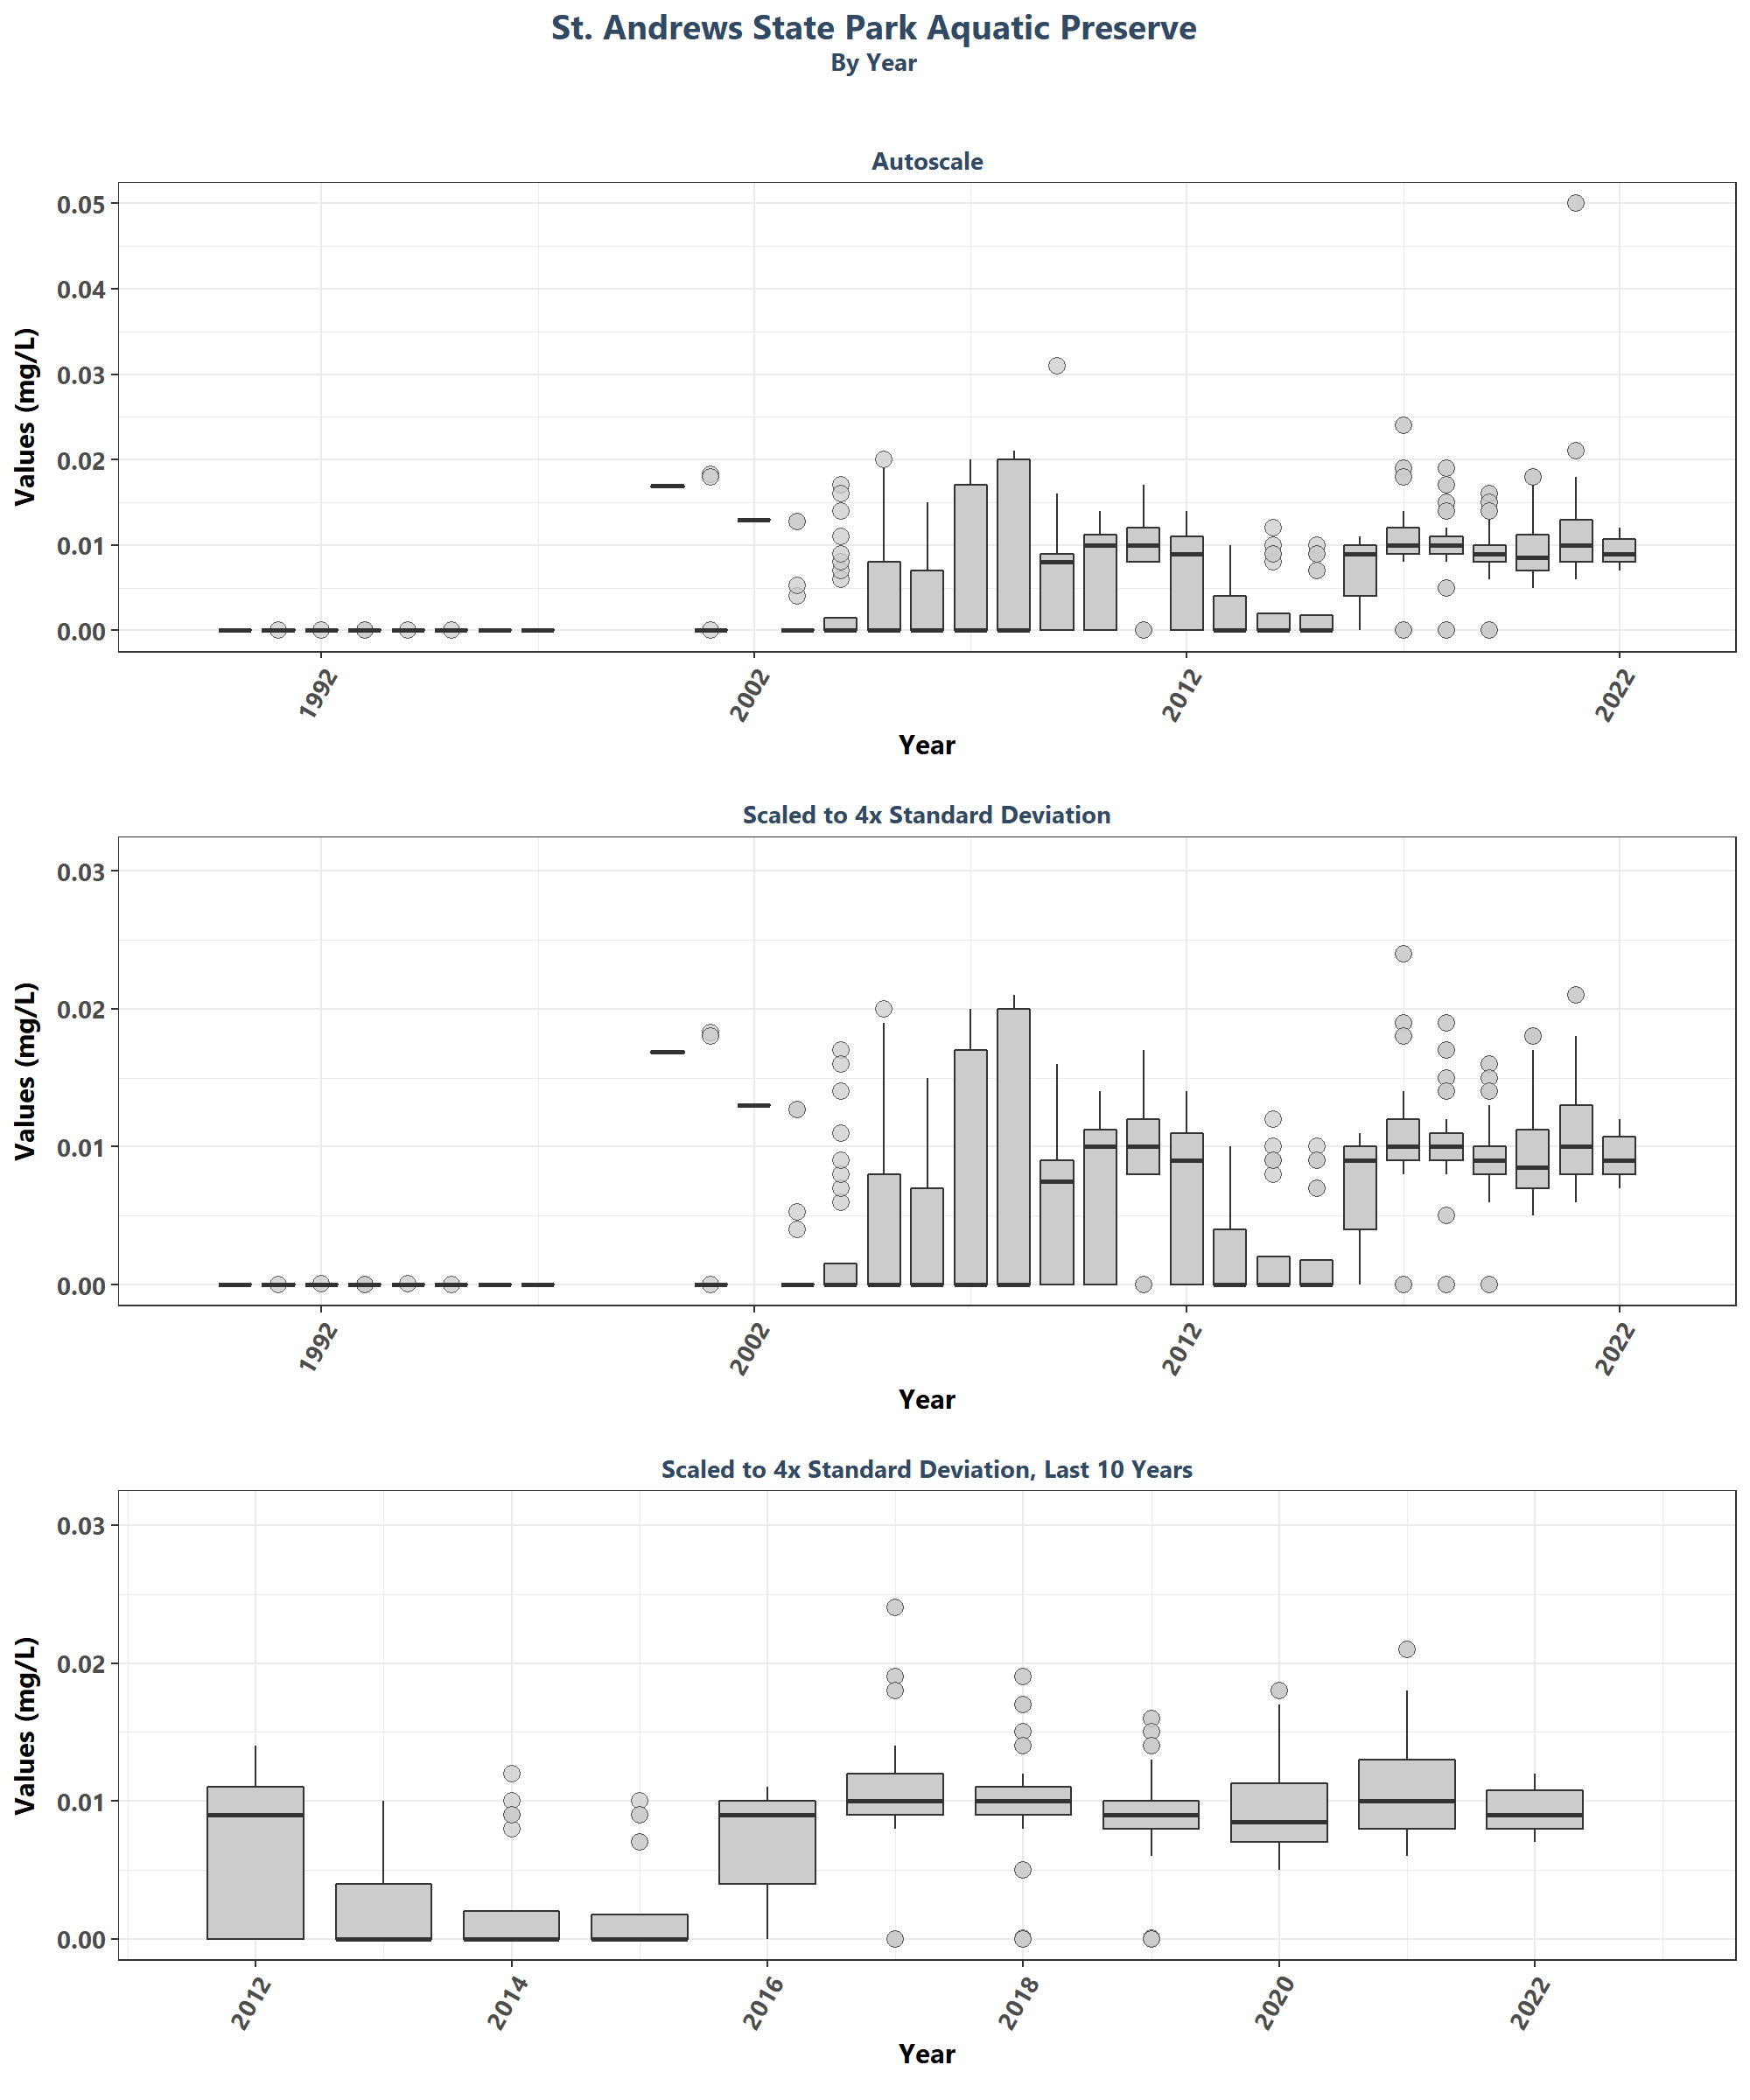 St. Andrews State Park Aquatic Preserve
By Year
Autoscale
Values (mg/L)
0.05
0.04
0.03
0.02
0.01
0.00
1992
2002
2012
2022
Year
Scaled to 4x Standard Deviation
Values (mg/L)
0.03
0.02
0.01
0.00
1992
2002
2012
2022
Year
Scaled to 4x Standard Deviation, Last 10 Years
Values (mg/L)
0.03
0.02
0.01
0.00
2012
2014
2016
2018
2020
2022
Year